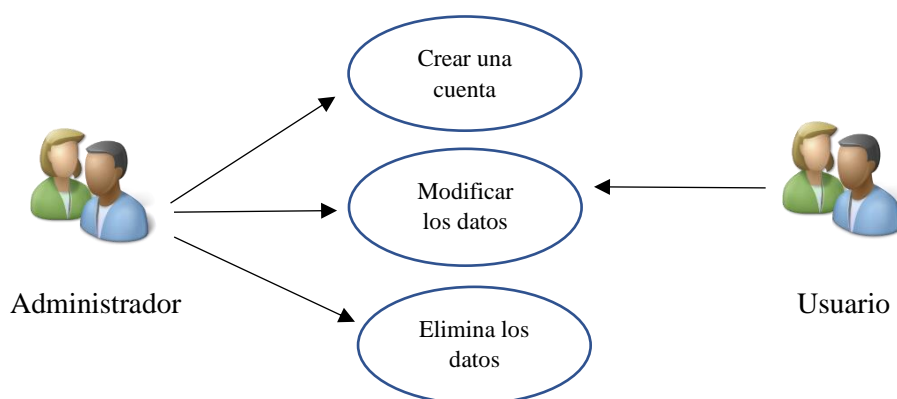 Crear una
cuenta
Modificar
los datos
Administrador
Usuario
Elimina los
datos